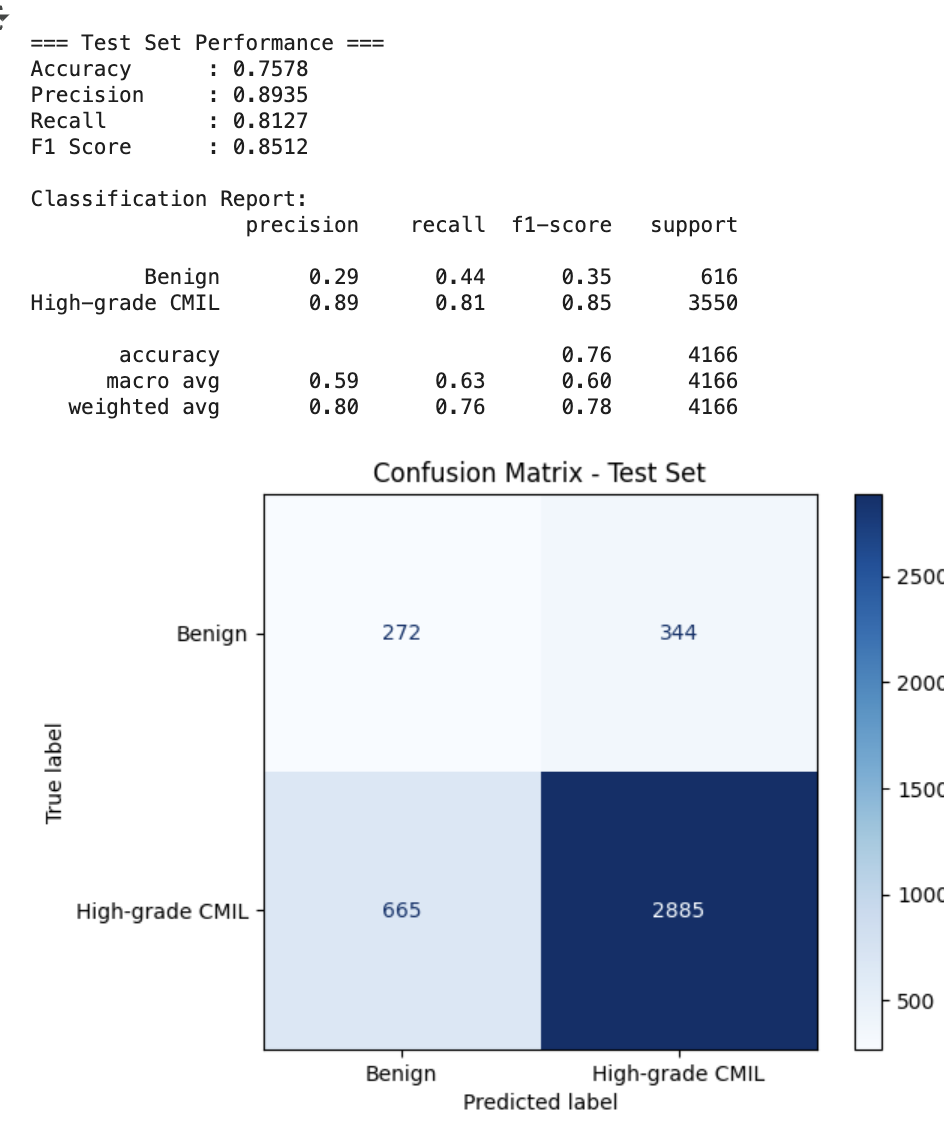 === Test Set Performance ===
Accuracy : 0.7578
Precision : 0.8935
Recall : 0.8127
F1 Score : 0.8512
Classification Report:
precision recall f1-score support
Benign 0.29 0.44 0.35 616
High-grade CMIL 0.89 0.81 0.85 3550
accuracy 0.76 4166
macro avg 0.59 0.63 0.60 4166
weighted avg 0.80 0.76 0.78 4166
Confusion Matrix - Test Set
2500
Benign 272 344
2000
True label
1500
High-grade CMIL 665 2885
1000
500
Benign High-grade CMIL
Predicted label